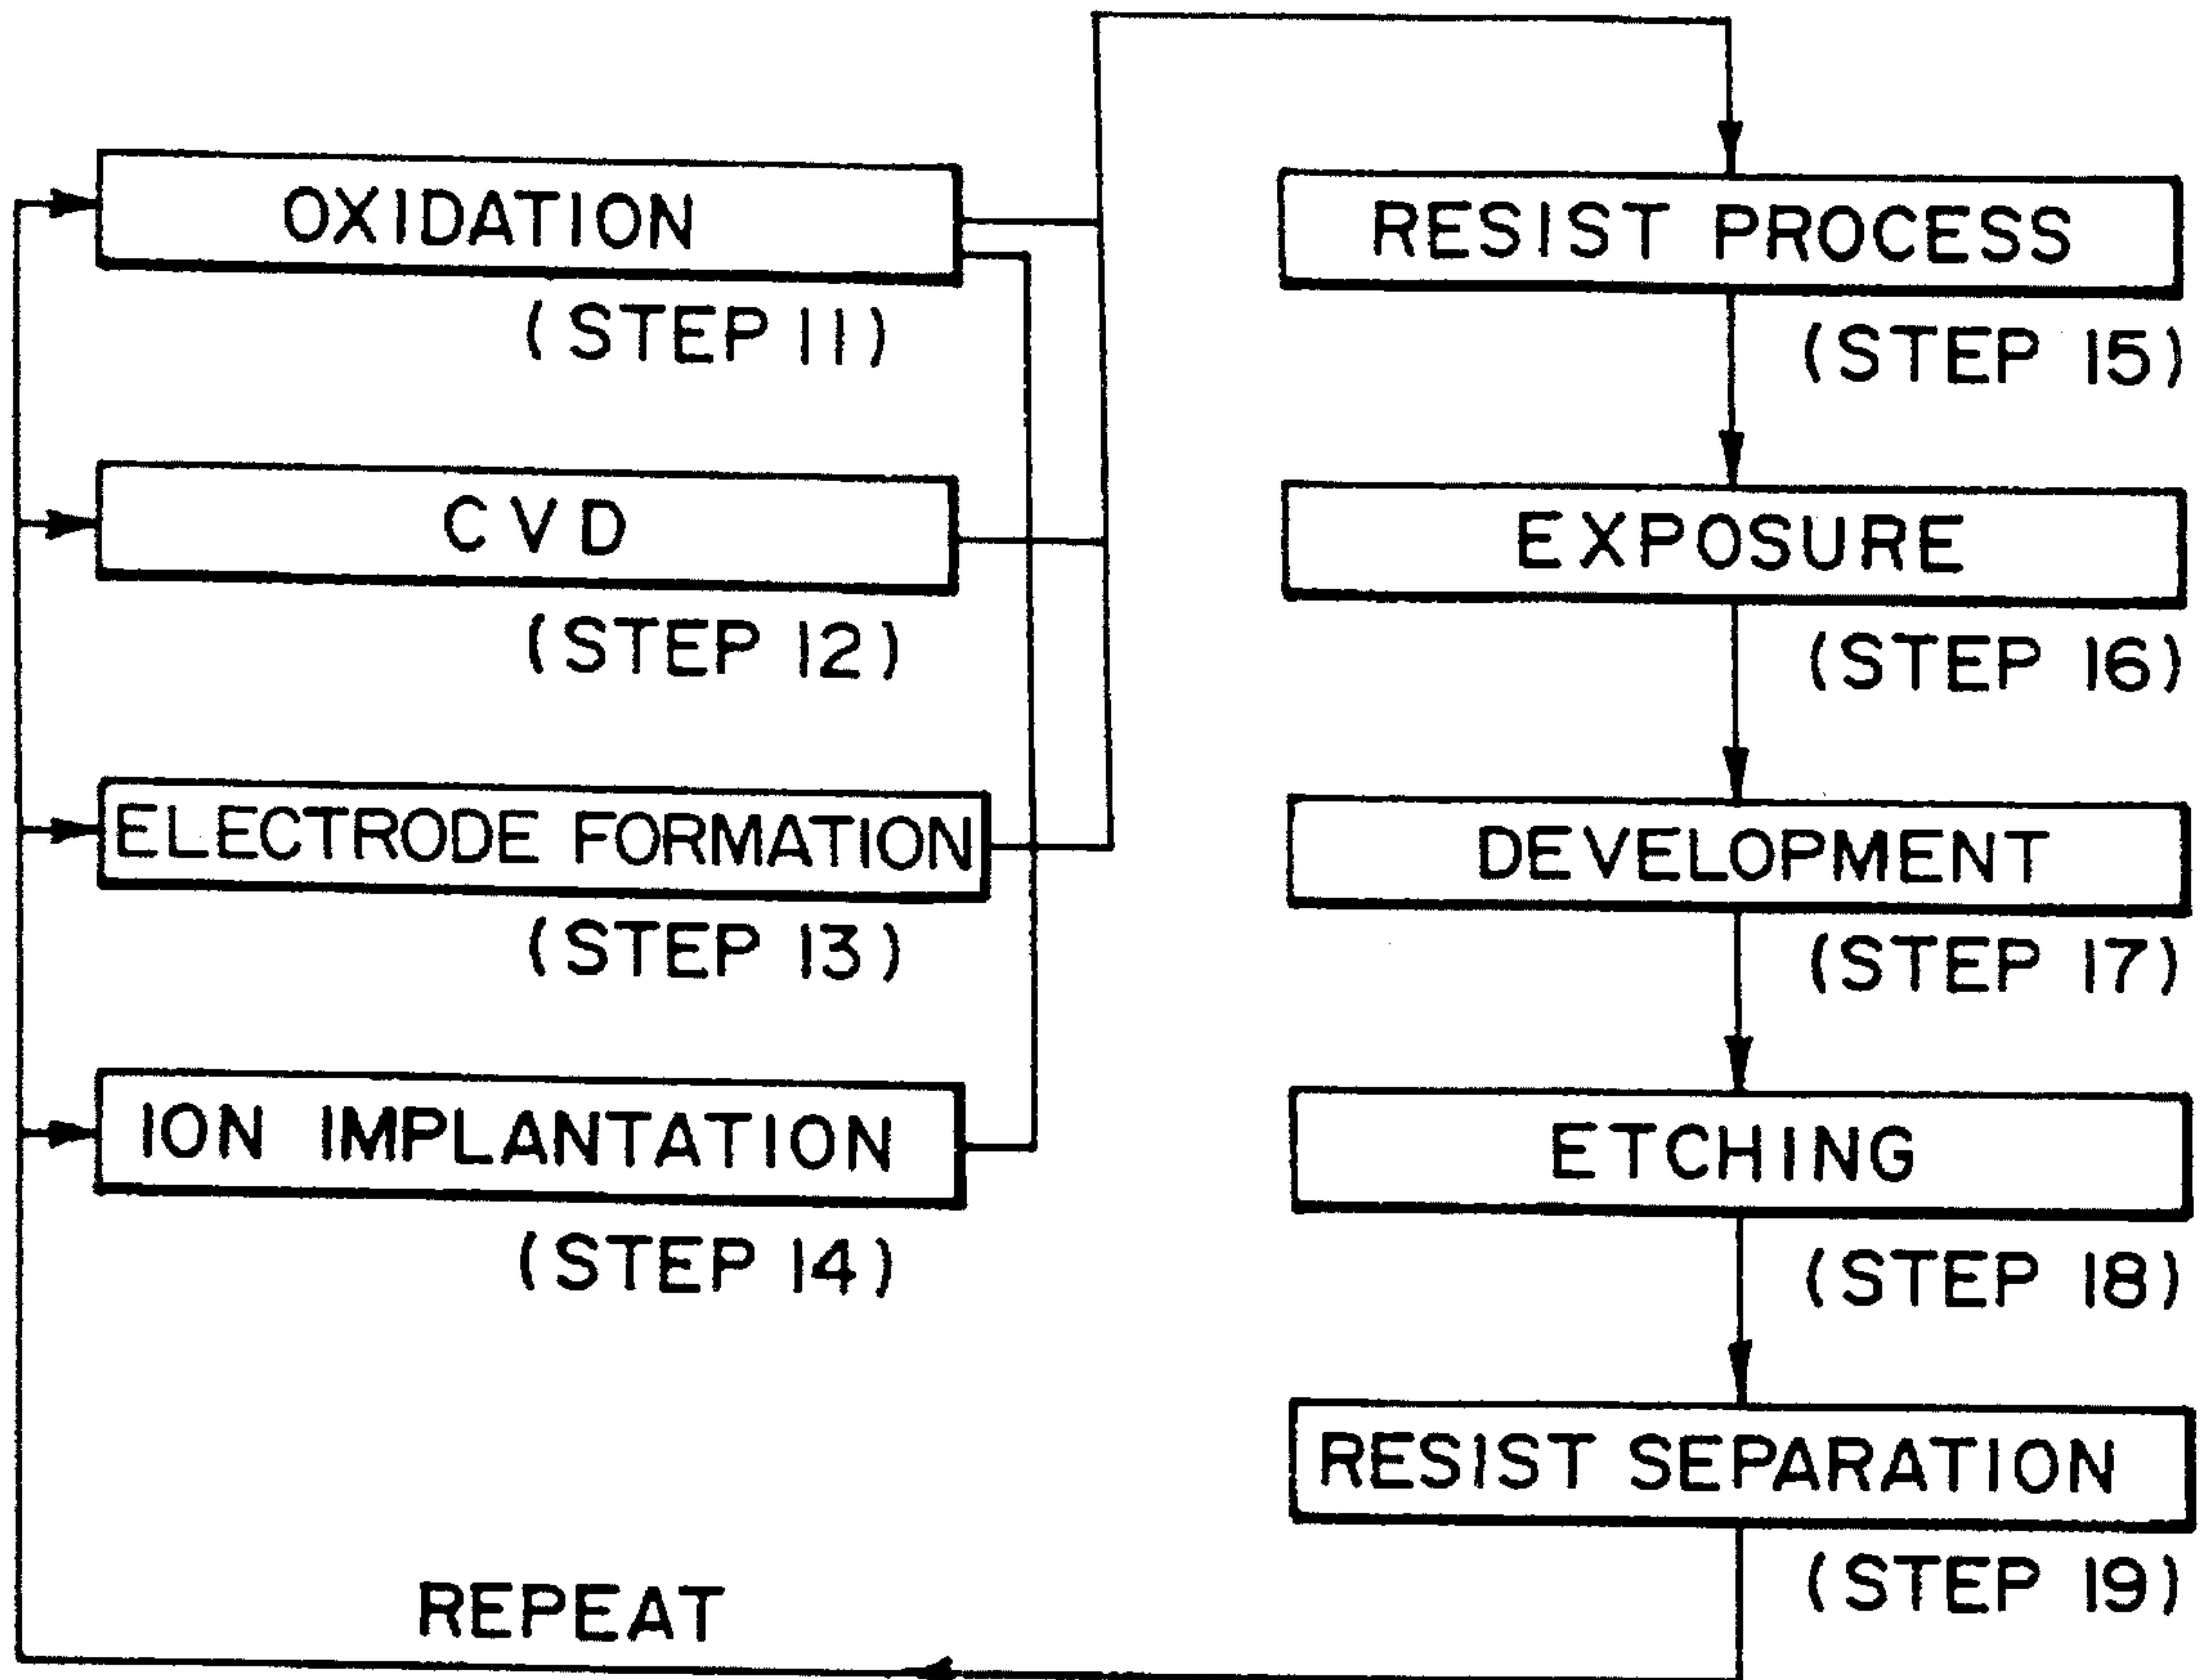 OXIDATION
(STEP 11)
CVD
(STEP 12)
ELECTRODE FORMATION
(STEP 13)
ION IMPLANTATION
(STEP 14)
RESIST PROCESS
(STEP 15)
EXPOSURE
(STEP 16)
DEVELOPMENT
(STEP 17)
ETCHING
(STEP 18)
RESIST SEPARATION
(STEP 19)
REPEAT